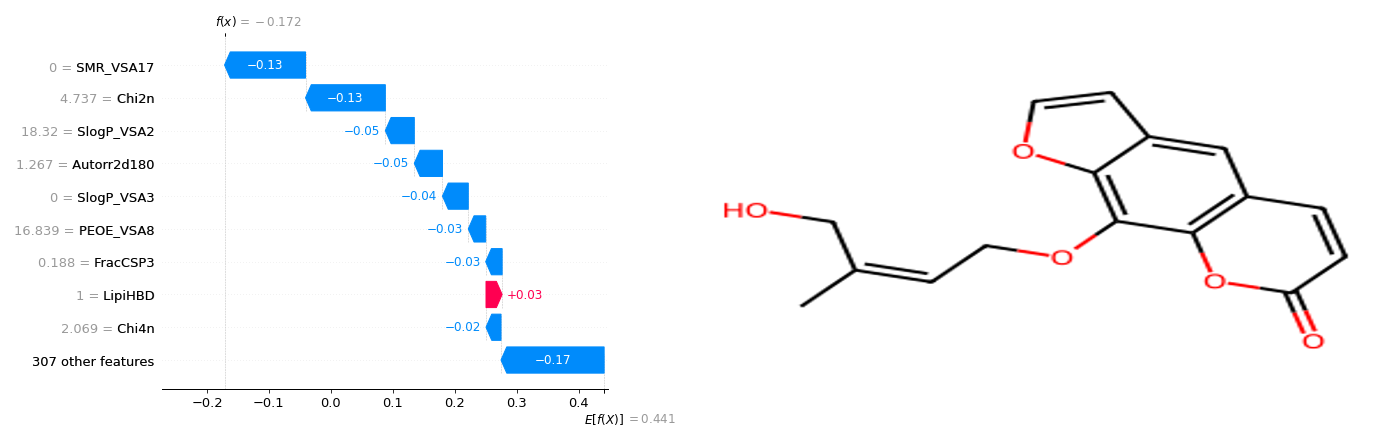 f(x) = −0.172
0 = SMR_VSA17
−0.13
4.737 = Chi2n
−0.13
18.32 = SlogP_VSA2
−0.05
1.267 = Autorr2d180
−0.05
0 = SlogP_VSA3
−0.04
16.839 = PEOE_VSA8
−0.03
0.188 = FracCSP3
−0.03
1 = LipiHBD
+0.03
2.069 = Chi4n
−0.02
307 other features
−0.17
−0.2 −0.1 0.0 0.1 0.2 0.3 0.4
E[f(X)] = 0.441
O
HO
O
O
O